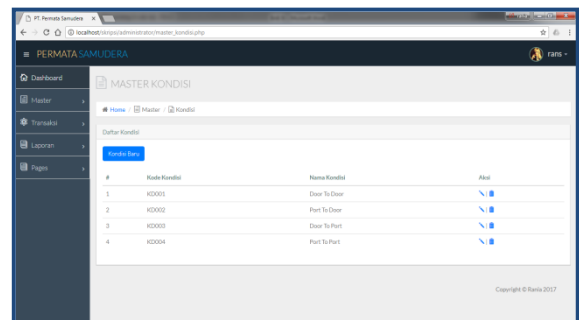 PT. Permata Samudera
localhost/skripsi/administrator/master_kondisi.php
PERMATA SAMUDERA
rans
Dashboard
Master
Transaksi
Laporan
Pages
MASTER KONDISI
Home / Master / Kondisi
Daftar Kondisi
Kondisi Baru
# Kode Kondisi Nama Kondisi Aksi
1 KD001 Door To Door
2 KD002 Port To Door
3 KD003 Door To Port
4 KD004 Port To Port
Copyright © Rania 2017